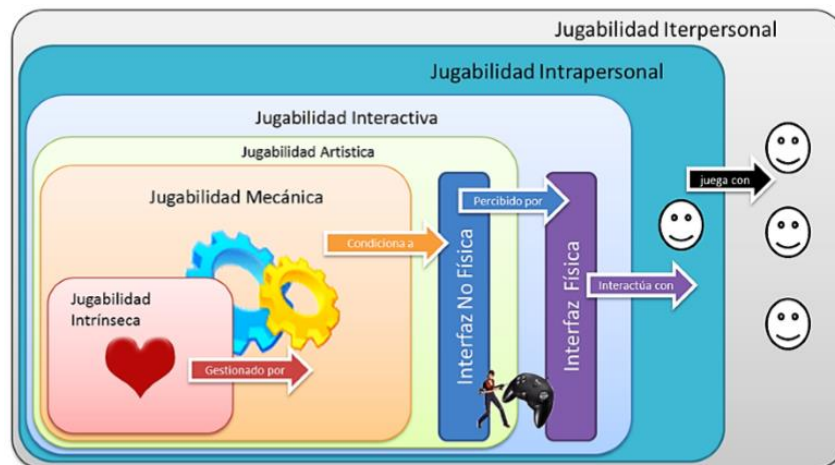 Jugabilidad Iterpersonal
Jugabilidad Intrapersonal
Jugabilidad Interactiva
Jugabilidad Artistica
Jugabilidad Mecánica
juega con
Percibido por
Condiciona a
Interfaz No Física
Interfaz Física
Interactúa con
Jugabilidad
Intrínseca
Gestionado por